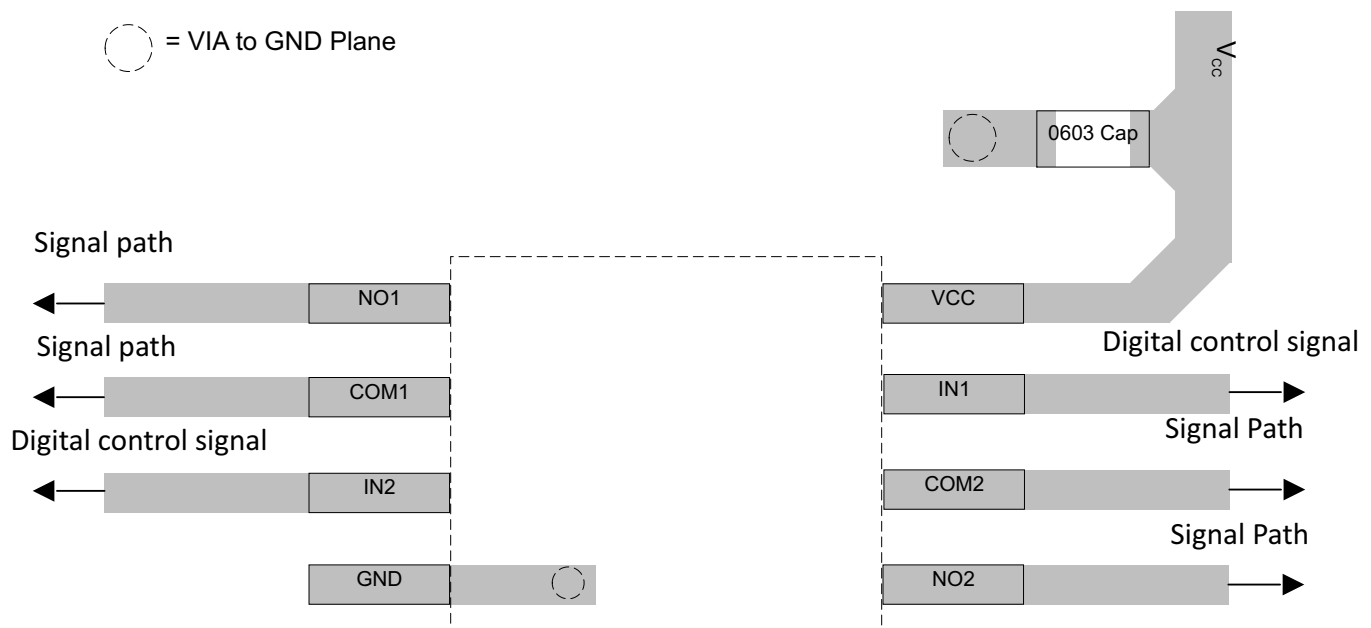 = VIA to GND Plane
VCC
0603 Cap
Signal path
NO1
VCC
Signal path
Digital control signal
COM1
IN1
Digital control signal
Signal Path
IN2
COM2
Signal Path
GND
NO2